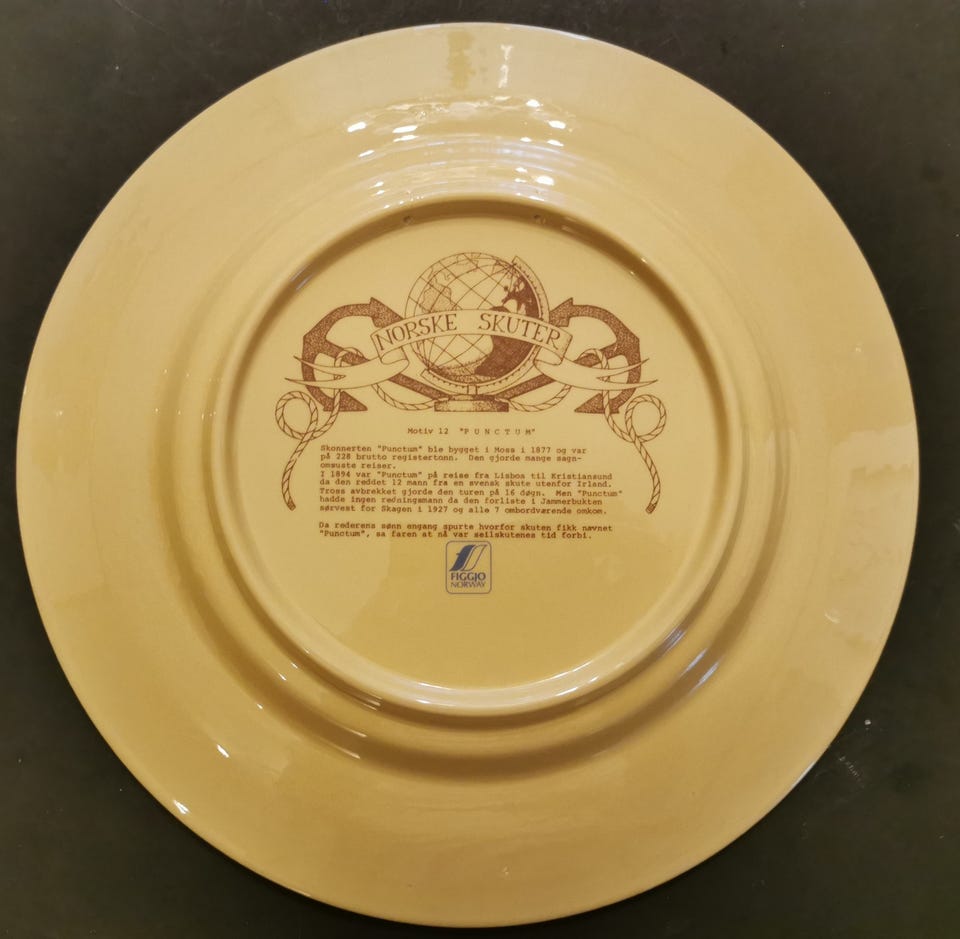 NORSKE SKUTER
Motiv 12 "PUNCTUM"
Skonnerten "Punctum" ble bygget i Moss i 1877 og var
på 228 brutto registertonn. Den gjorde mange sagn-
omsuste reiser.
I 1894 var "Punctum" på reise fra Lisboa til Kristiansund
da den reddet 12 mann fra en svensk skute utenfor Irland.
Tross avbrekket gjorde den turen på 16 døgn. Men "Punctum"
hadde ingen redningsmann da den forliste i Jammerbukten
sørvest for Skagen i 1927 og alle 7 ombordværende omkom.
Da rederens sønn engang spurte hvorfor skuten fikk navnet
"Punctum", sa faren at nå var seilskutenes tid forbi.
FIGGJO
NORWAY